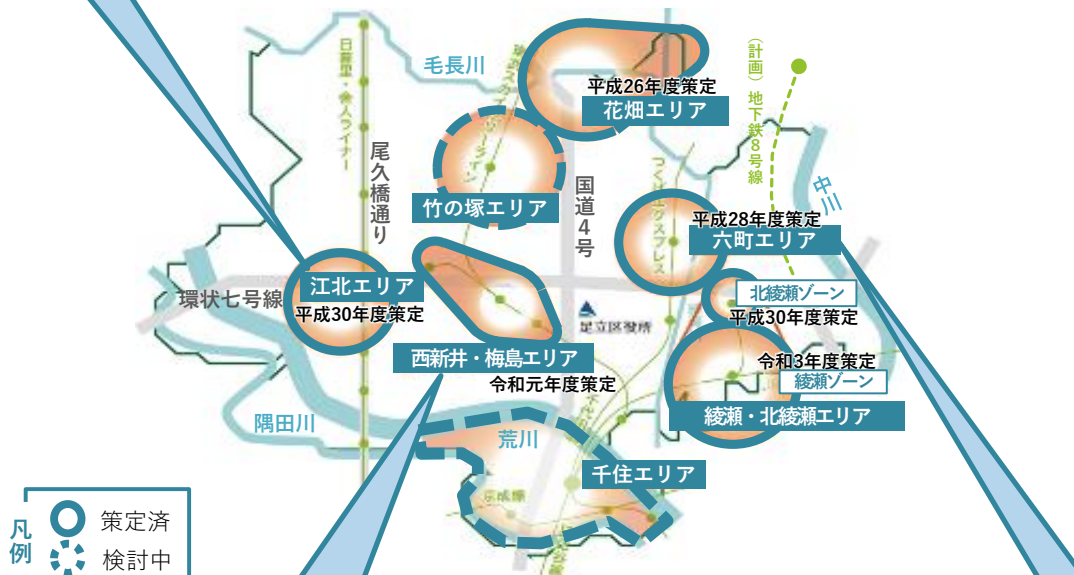 毛長川
日暮里・舎人ライナー
尾久橋通り
平成26年度策定
花畑エリア
(計画)地下鉄8号線
中川
竹の塚エリア
国道4号
つくばエクスプレス
平成28年度策定
六町エリア
江北エリア
環状七号線
平成30年度策定
足立区役所
北綾瀬ゾーン
平成30年度策定
西新井・梅島エリア
令和元年度策定
令和3年度策定
綾瀬ゾーン
綾瀬・北綾瀬エリア
隅田川
荒川
千住エリア
京成線
凡例
策定済
検討中